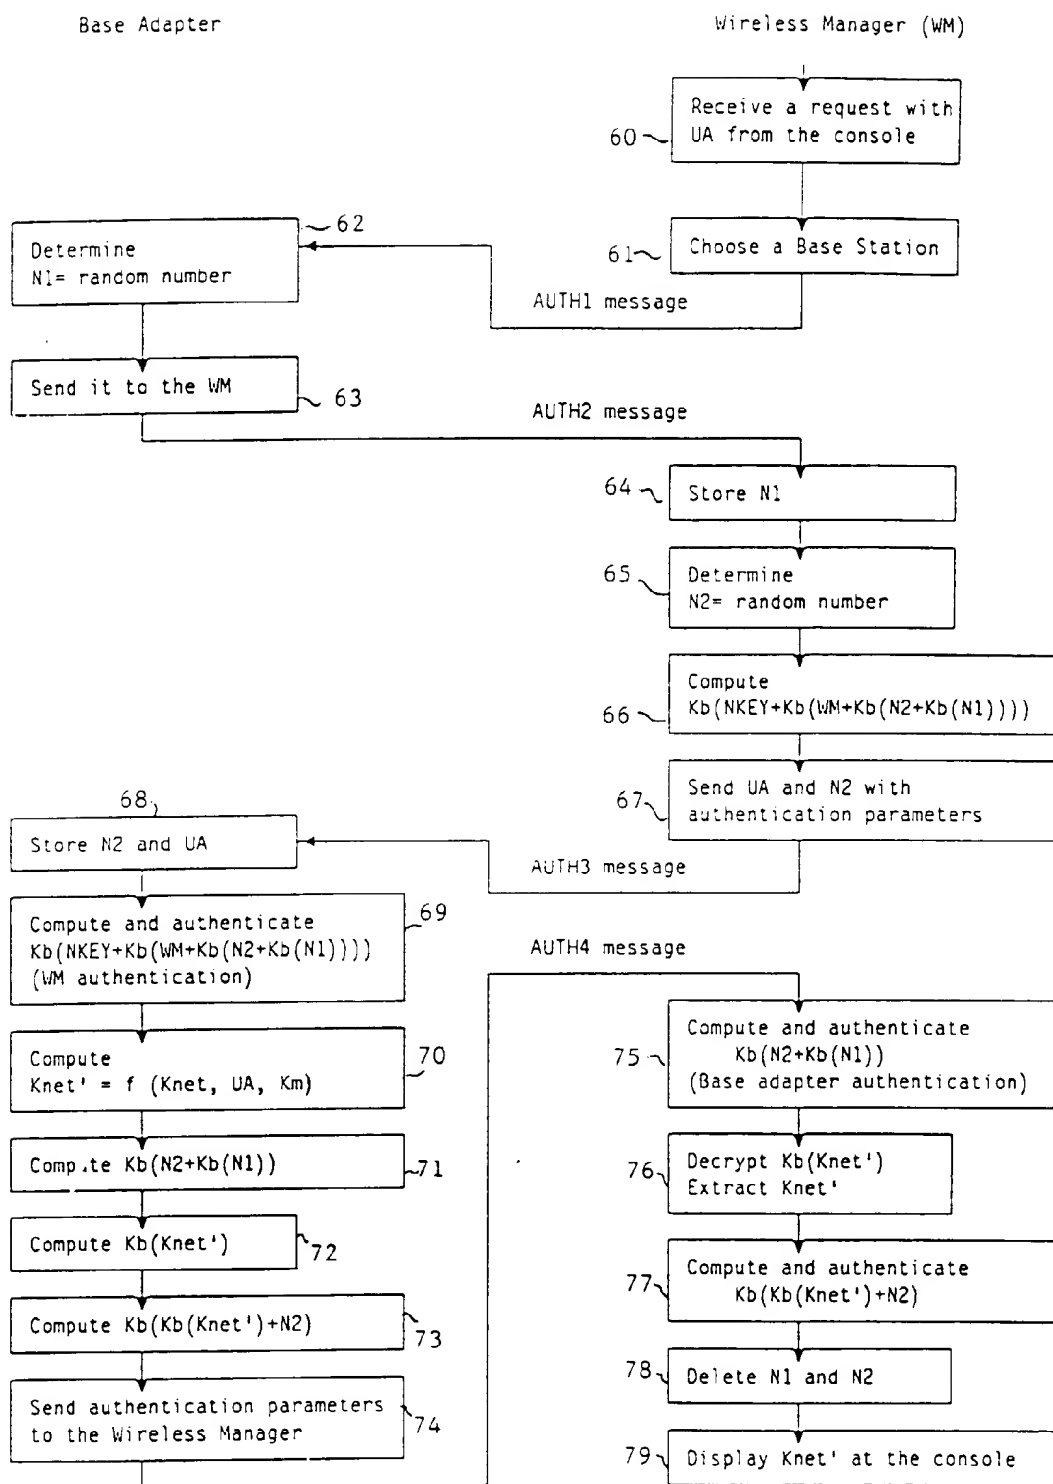 Base Adapter
Wireless Manager (WM)
Receive a request with
UA from the console
60
62
Determine
N1= random number
61
Choose a Base Station
AUTH1 message
Send it to the WM
63
AUTH2 message
64
Store N1
65
Determine
N2= random number
66
Compute
Kb(NKEY+Kb(WM+Kb(N2+Kb(N1))))
67
Send UA and N2 with
authentication parameters
68
Store N2 and UA
AUTH3 message
Compute and authenticate
Kb(NKEY+Kb(WM+Kb(N2+Kb(N1))))
(WM authentication)
69
AUTH4 message
Compute
Knet' = f (Knet, UA, Km)
70
75
Compute and authenticate
Kb(N2+Kb(N1))
(Base adapter authentication)
Compute Kb(N2+Kb(N1))
71
76
Decrypt Kb(Knet')
Extract Knet'
Compute Kb(Knet')
72
77
Compute and authenticate
Kb(Kb(Knet')+N2)
Compute Kb(Kb(Knet')+N2)
73
78
Delete N1 and N2
Send authentication parameters
to the Wireless Manager
74
79
Display Knet' at the console